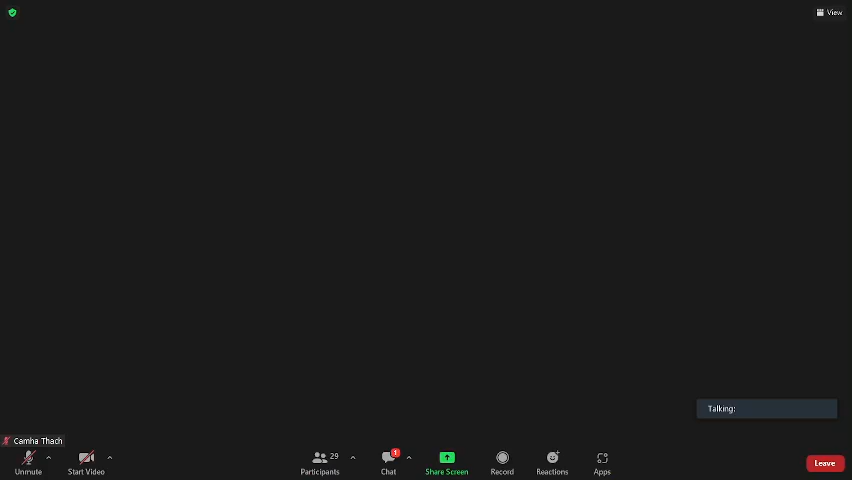 View
Talking:
Camha Thach
29
1
Unmute
Start Video
Participants
Chat
Share Screen
Record
Reactions
Apps
Leave